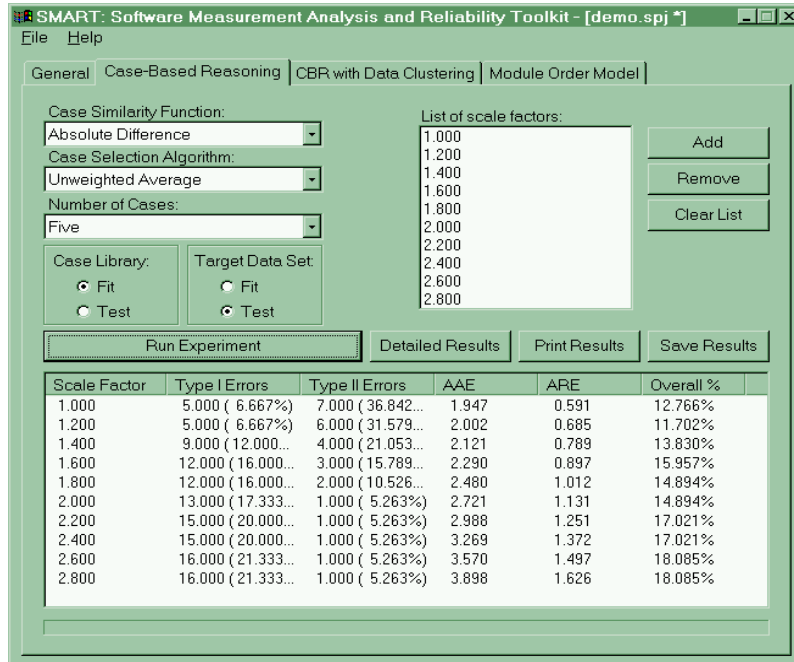 SMART: Software Measurement Analysis and Reliability Toolkit - [demo.spj *]
File Help
General Case-Based Reasoning CBR with Data Clustering Module Order Model
Case Similarity Function:
Absolute Difference
Case Selection Algorithm:
Unweighted Average
Number of Cases:
Five
Case Library:
Fit
Test
Target Data Set:
Fit
Test
List of scale factors:
1.000
1.200
1.400
1.600
1.800
2.000
2.200
2.400
2.600
2.800
Add
Remove
Clear List
Run Experiment Detailed Results Print Results Save Results
Scale Factor Type I Errors Type II Errors AAE ARE Overall %
1.000 5.000 ( 6.667%) 7.000 (36.842... 1.947 0.591 12.766%
1.200 5.000 ( 6.667%) 6.000 (31.579... 2.002 0.685 11.702%
1.400 9.000 (12.000... 4.000 (21.053... 2.121 0.789 13.830%
1.600 12.000 (16.000... 3.000 (15.789... 2.290 0.897 15.957%
1.800 12.000 (16.000... 2.000 (10.526... 2.480 1.012 14.894%
2.000 13.000 (17.333... 1.000 ( 5.263%) 2.721 1.131 14.894%
2.200 15.000 (20.000... 1.000 ( 5.263%) 2.988 1.251 17.021%
2.400 15.000 (20.000... 1.000 ( 5.263%) 3.269 1.372 17.021%
2.600 16.000 (21.333... 1.000 ( 5.263%) 3.570 1.497 18.085%
2.800 16.000 (21.333... 1.000 ( 5.263%) 3.898 1.626 18.085%